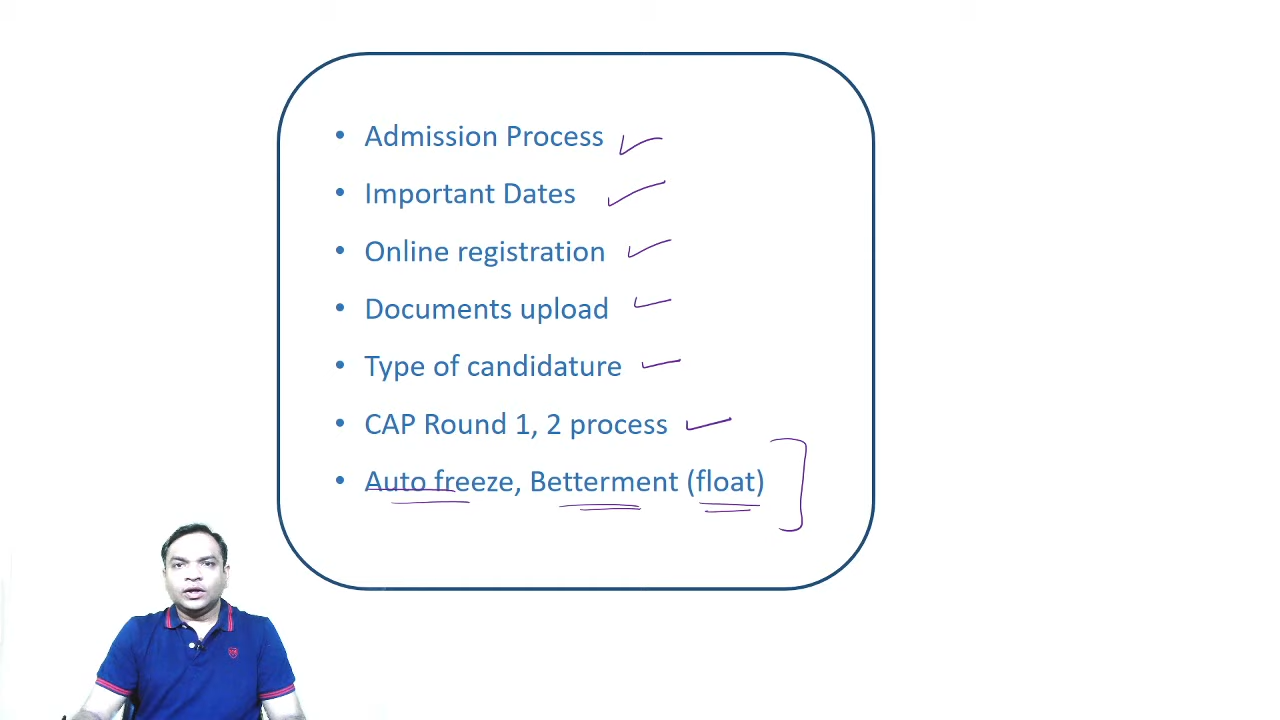 • Admission Process
• Important Dates
• Online registration
• Documents upload
• Type of candidature
• CAP Round 1, 2 process
• Auto freeze, Betterment (float)